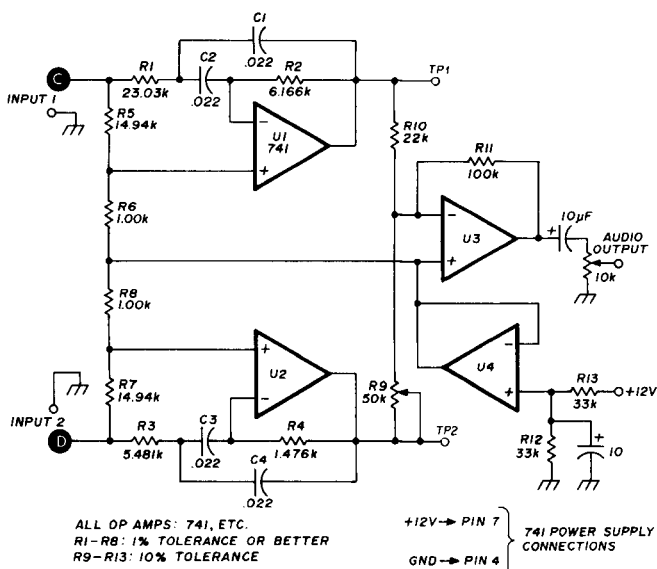 C1
.022
C
INPUT 1
R1
23.03k
C2
.022
R2
6.166k
TP1
R5
14.94k
U1
741
R10
22k
R11
100k
R6
1.00k
U3
10µF
AUDIO
OUTPUT
10k
R8
1.00k
U2
U4
R13
33k
+12V
R7
14.94k
R9
50k
INPUT 2
D
R3
5.481k
C3
.022
R4
1.476k
TP2
R12
33k
10
C4
.022
ALL OP AMPS: 741, ETC.
R1-R8: 1% TOLERANCE OR BETTER
R9-R13: 10% TOLERANCE
+12V→ PIN 7
GND→ PIN 4
741 POWER SUPPLY
CONNECTIONS